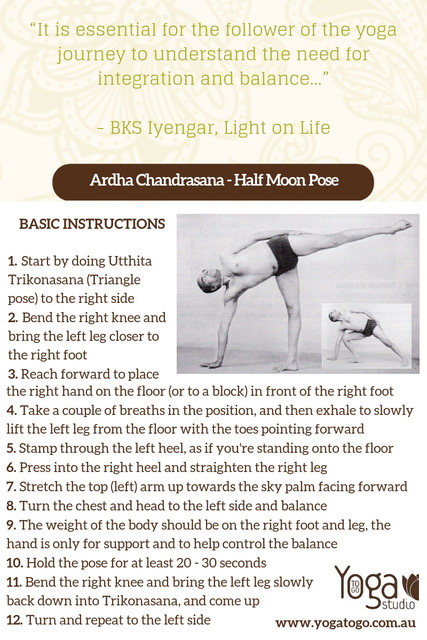 “It is essential for the follower of the yoga
journey to understand the need for
integration and balance...”
– BKS Iyengar, Light on Life
Ardha Chandrasana - Half Moon Pose
BASIC INSTRUCTIONS
1. Start by doing Utthita
Trikonasana (Triangle
pose) to the right side
2. Bend the right knee and
bring the left leg closer to
the right foot
3. Reach forward to place
the right hand on the floor (or to a block) in front of the right foot
4. Take a couple of breaths in the position, and then exhale to slowly
lift the left leg from the floor with the toes pointing forward
5. Stamp through the left heel, as if you're standing onto the floor
6. Press into the right heel and straighten the right leg
7. Stretch the top (left) arm up towards the sky palm facing forward
8. Turn the chest and head to the left side and balance
9. The weight of the body should be on the right foot and leg, the
hand is only for support and to help control the balance
10. Hold the pose for at least 20 - 30 seconds
11. Bend the right knee and bring the left leg slowly
back down into Trikonasana, and come up
12. Turn and repeat to the left side
Yoga
TO
GO
studio
www.yogatogo.com.au